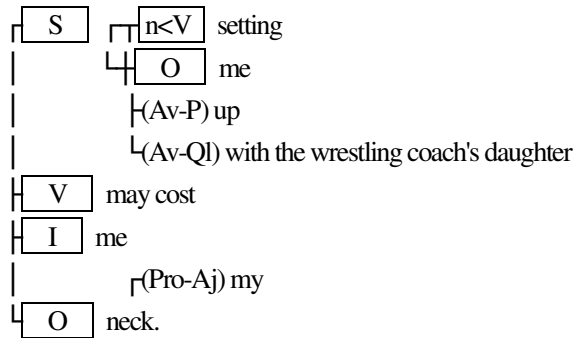 S n<V setting
O me
(Av-P) up
(Av-Ql) with the wrestling coach's daughter
V may cost
I me
(Pro-Aj) my
O neck.